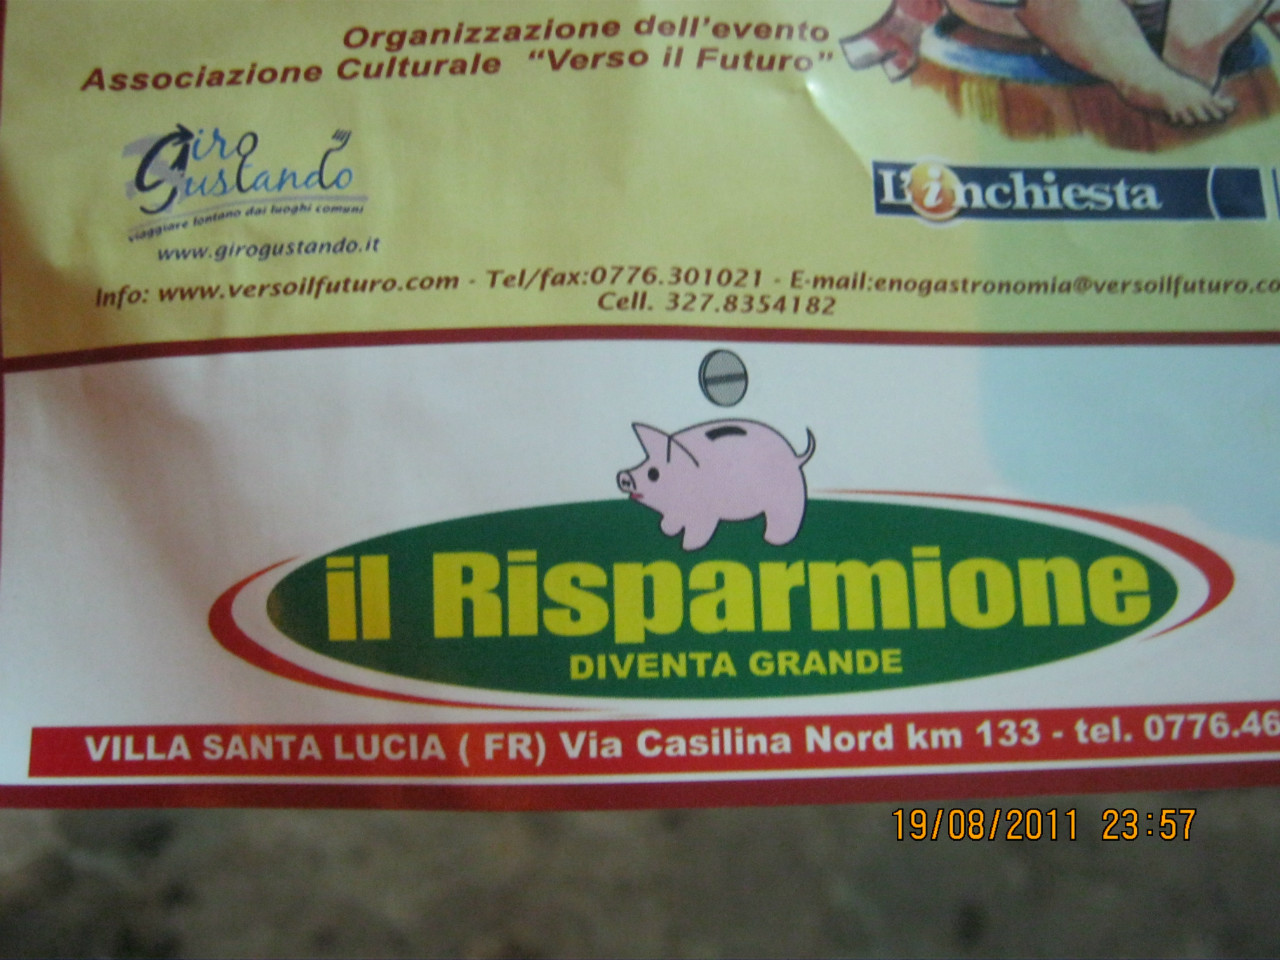 Organizzazione dell'evento
Associazione Culturale "Verso il Futuro"
Giro
Gustando
viaggiare lontano dai luoghi comuni
www.girogustando.it
L'inchiesta
Info: www.versoilfuturo.com - Tel/fax:0776.301021 - E-mail:enogastronomia@versoilfuturo.co
Cell. 327.8354182
il Risparmione
DIVENTA GRANDE
VILLA SANTA LUCIA ( FR) Via Casilina Nord km 133 - tel. 0776.46
19/08/2011 23:57